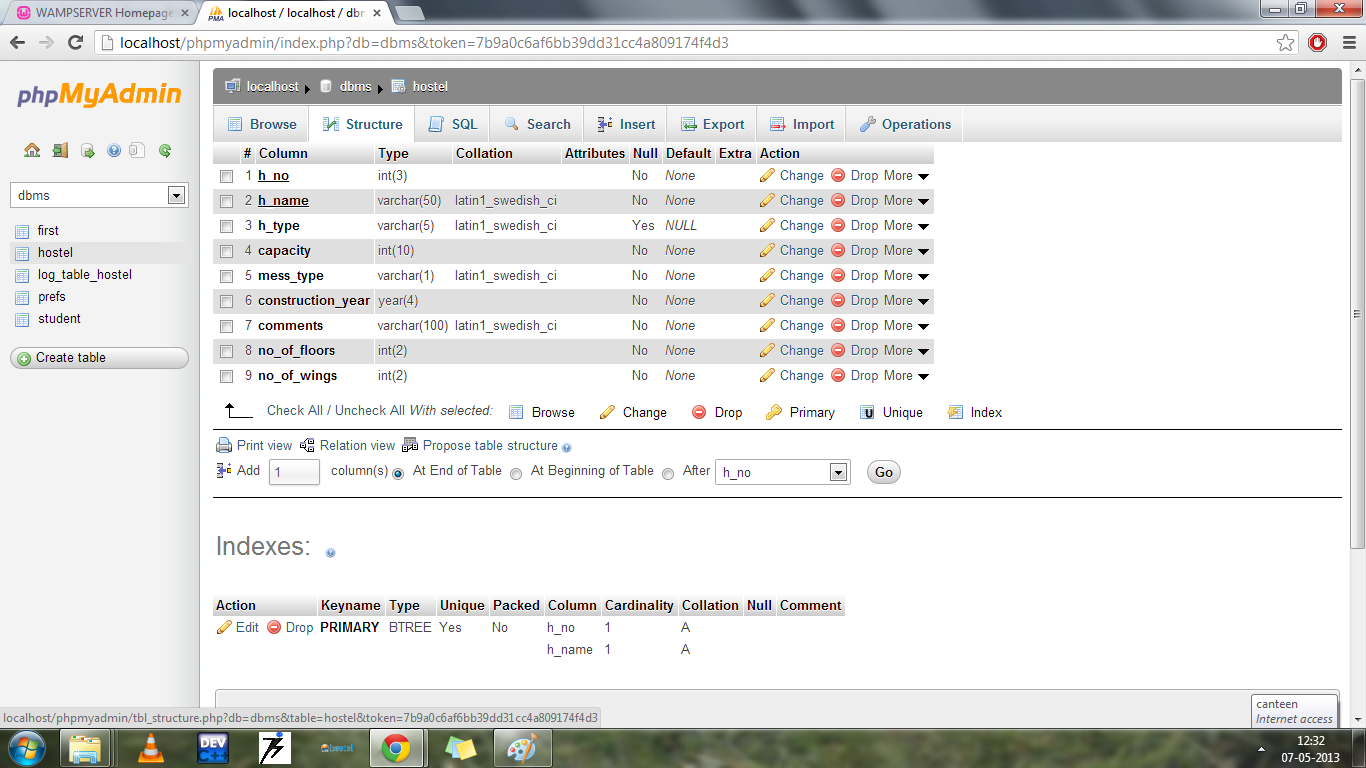 WAMPSERVER Homepage
localhost / localhost / dbm
localhost/phpmyadmin/index.php?db=dbms&token=7b9a0c6af6bb39dd31cc4a809174f4d3
phpMyAdmin
dbms
first
hostel
log_table_hostel
prefs
student
Create table
localhost dbms hostel
Browse Structure SQL Search Insert Export Import Operations
# Column Type Collation Attributes Null Default Extra Action
1 h_no int(3) No None Change Drop More
2 h_name varchar(50) latin1_swedish_ci No None Change Drop More
3 h_type varchar(5) latin1_swedish_ci Yes NULL Change Drop More
4 capacity int(10) No None Change Drop More
5 mess_type varchar(1) latin1_swedish_ci No None Change Drop More
6 construction_year year(4) No None Change Drop More
7 comments varchar(100) latin1_swedish_ci No None Change Drop More
8 no_of_floors int(2) No None Change Drop More
9 no_of_wings int(2) No None Change Drop More
Check All / Uncheck All With selected: Browse Change Drop Primary Unique Index
Print view Relation view Propose table structure
Add 1 column(s) At End of Table At Beginning of Table After h_no Go
Indexes:
Action Keyname Type Unique Packed Column Cardinality Collation Null Comment
Edit Drop PRIMARY BTREE Yes No h_no 1 A
h_name 1 A
localhost/phpmyadmin/tbl_structure.php?db=dbms&table=hostel&token=7b9a0c6af6bb39dd31cc4a809174f4d3
canteen
Internet access
DEV
C++
12:32
07-05-2013